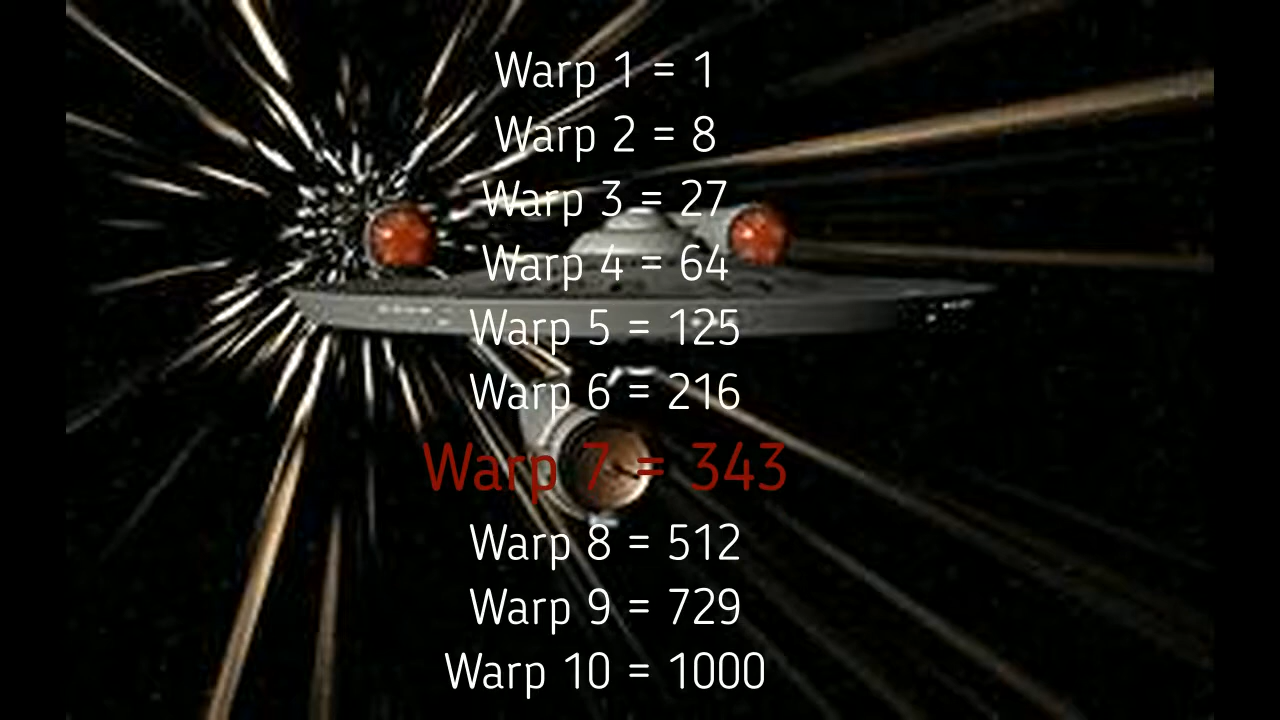 Warp 1 = 1
Warp 2 = 8
Warp 3 = 27
Warp 4 = 64
Warp 5 = 125
Warp 6 = 216
Warp 7 = 343
Warp 8 = 512
Warp 9 = 729
Warp 10 = 1000